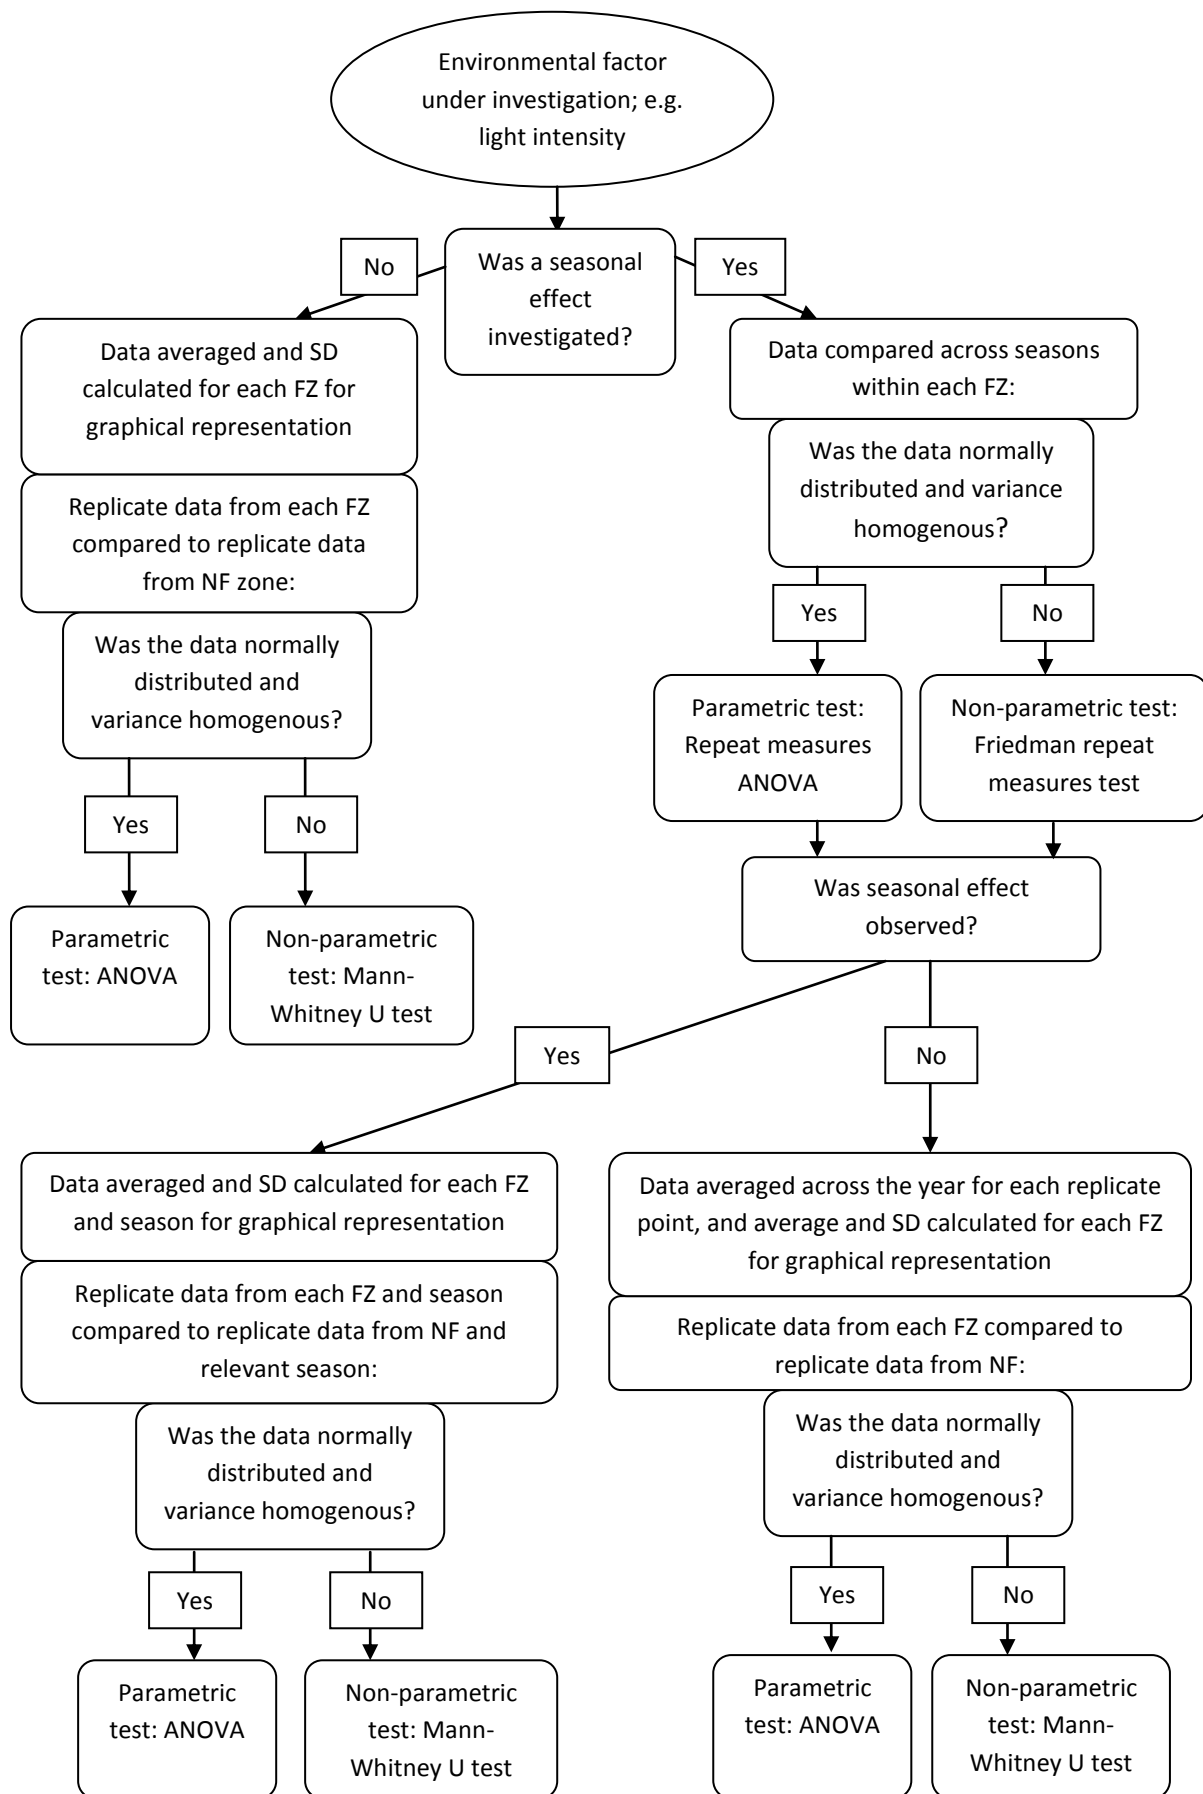 Environmental factor
under investigation; e.g.
light intensity
No
Was a seasonal
effect
investigated?
Yes
Data averaged and SD
calculated for each FZ for
graphical representation
Data compared across seasons
within each FZ:
Replicate data from each FZ
compared to replicate data
from NF zone:
Was the data normally
distributed and variance
homogenous?
Was the data normally
distributed and
variance homogenous?
Yes
No
Parametric test:
Repeat measures
ANOVA
Non-parametric test:
Friedman repeat
measures test
Yes
No
Was seasonal effect
observed?
Parametric
test: ANOVA
Non-parametric
test: Mann-
Whitney U test
Yes
No
Data averaged and SD calculated for each FZ
and season for graphical representation
Data averaged across the year for each replicate
point, and average and SD calculated for each FZ
for graphical representation
Replicate data from each FZ and season
compared to replicate data from NF and
relevant season:
Replicate data from each FZ compared to
replicate data from NF:
Was the data normally
distributed and
variance homogenous?
Was the data normally
distributed and
variance homogenous?
Yes
No
Yes
No
Parametric
test: ANOVA
Non-parametric
test: Mann-
Whitney U test
Parametric
test: ANOVA
Non-parametric
test: Mann-
Whitney U test